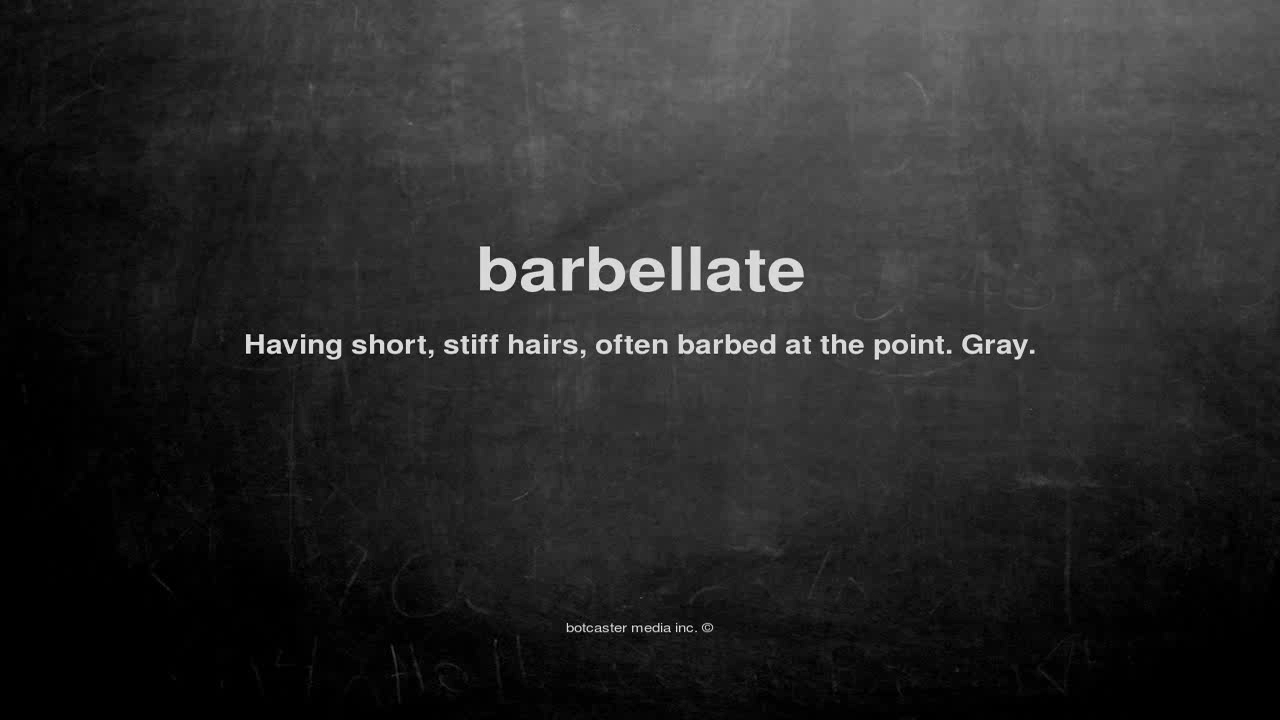 barbellate
Having short, stiff hairs, often barbed at the point. Gray.
botcaster media inc. ©